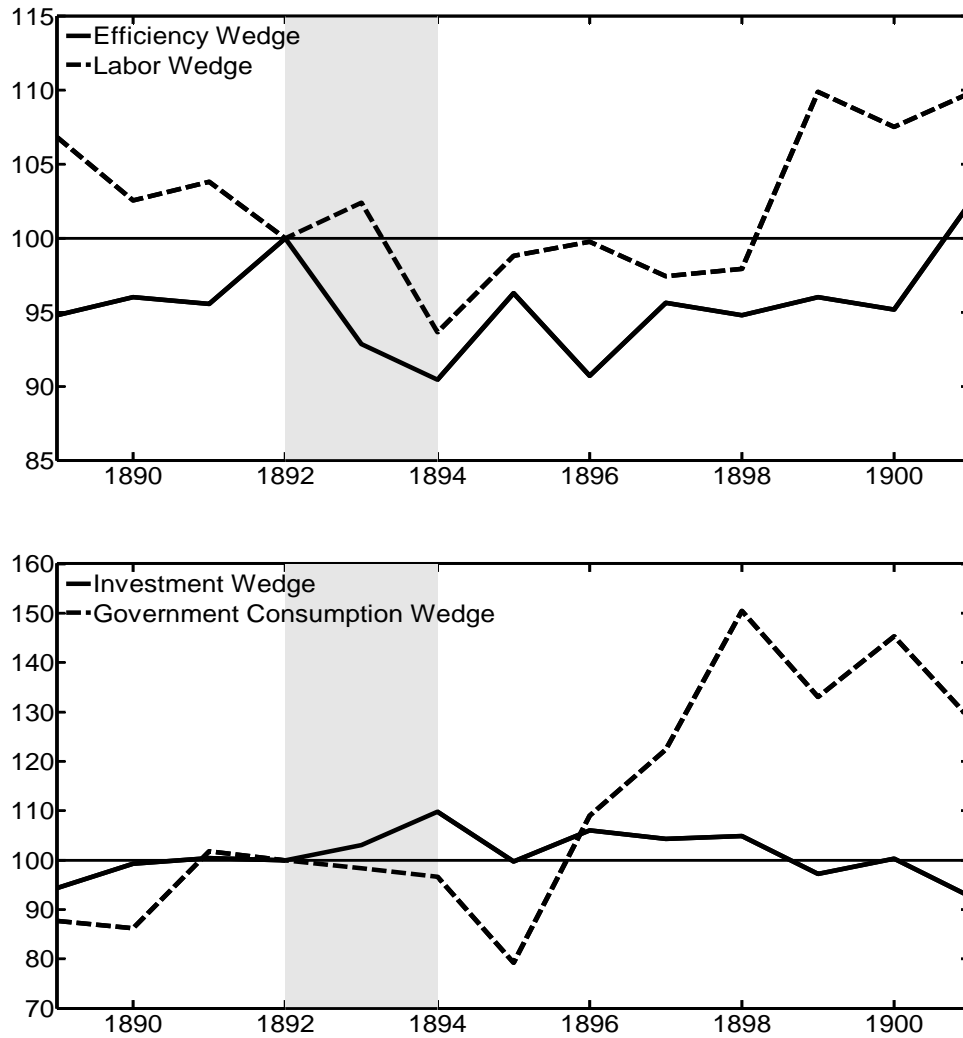 115
Efficiency Wedge
Labor Wedge
110
105
100
95
90
85
1890 1892 1894 1896 1898 1900
160
Investment Wedge
Government Consumption Wedge
150
140
130
120
110
100
90
80
70
1890 1892 1894 1896 1898 1900